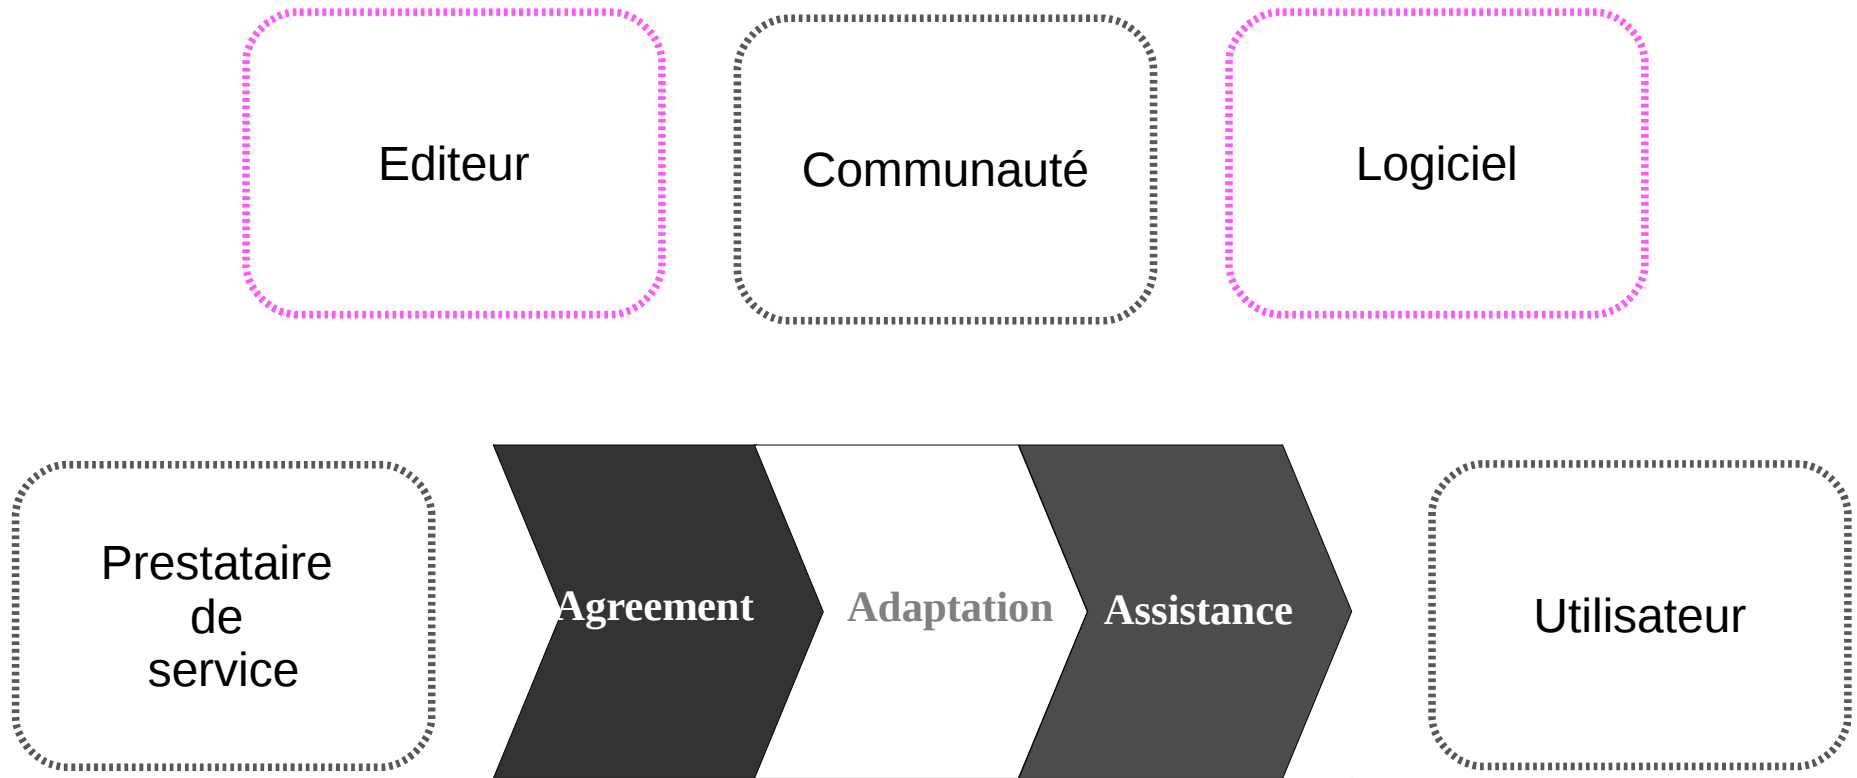 Editeur
Communauté
Logiciel
Prestataire
de
service
Agreement
Adaptation
Assistance
Utilisateur